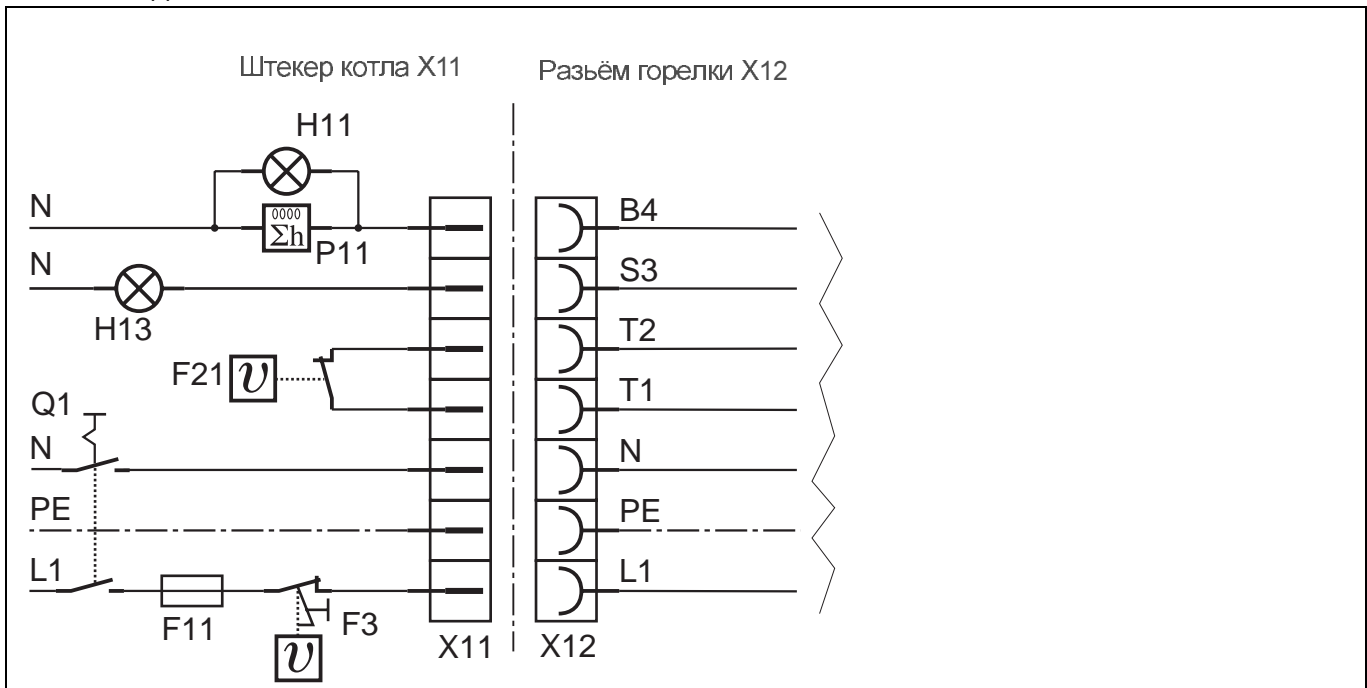 Штекер котла X11
Разьём горелки X12
H11
N
0000
Σh
P11
B4
N
H13
S3
T2
F21
υ
T1
Q1
N
N
PE
PE
L1
L1
F11
F3
υ
X11
X12